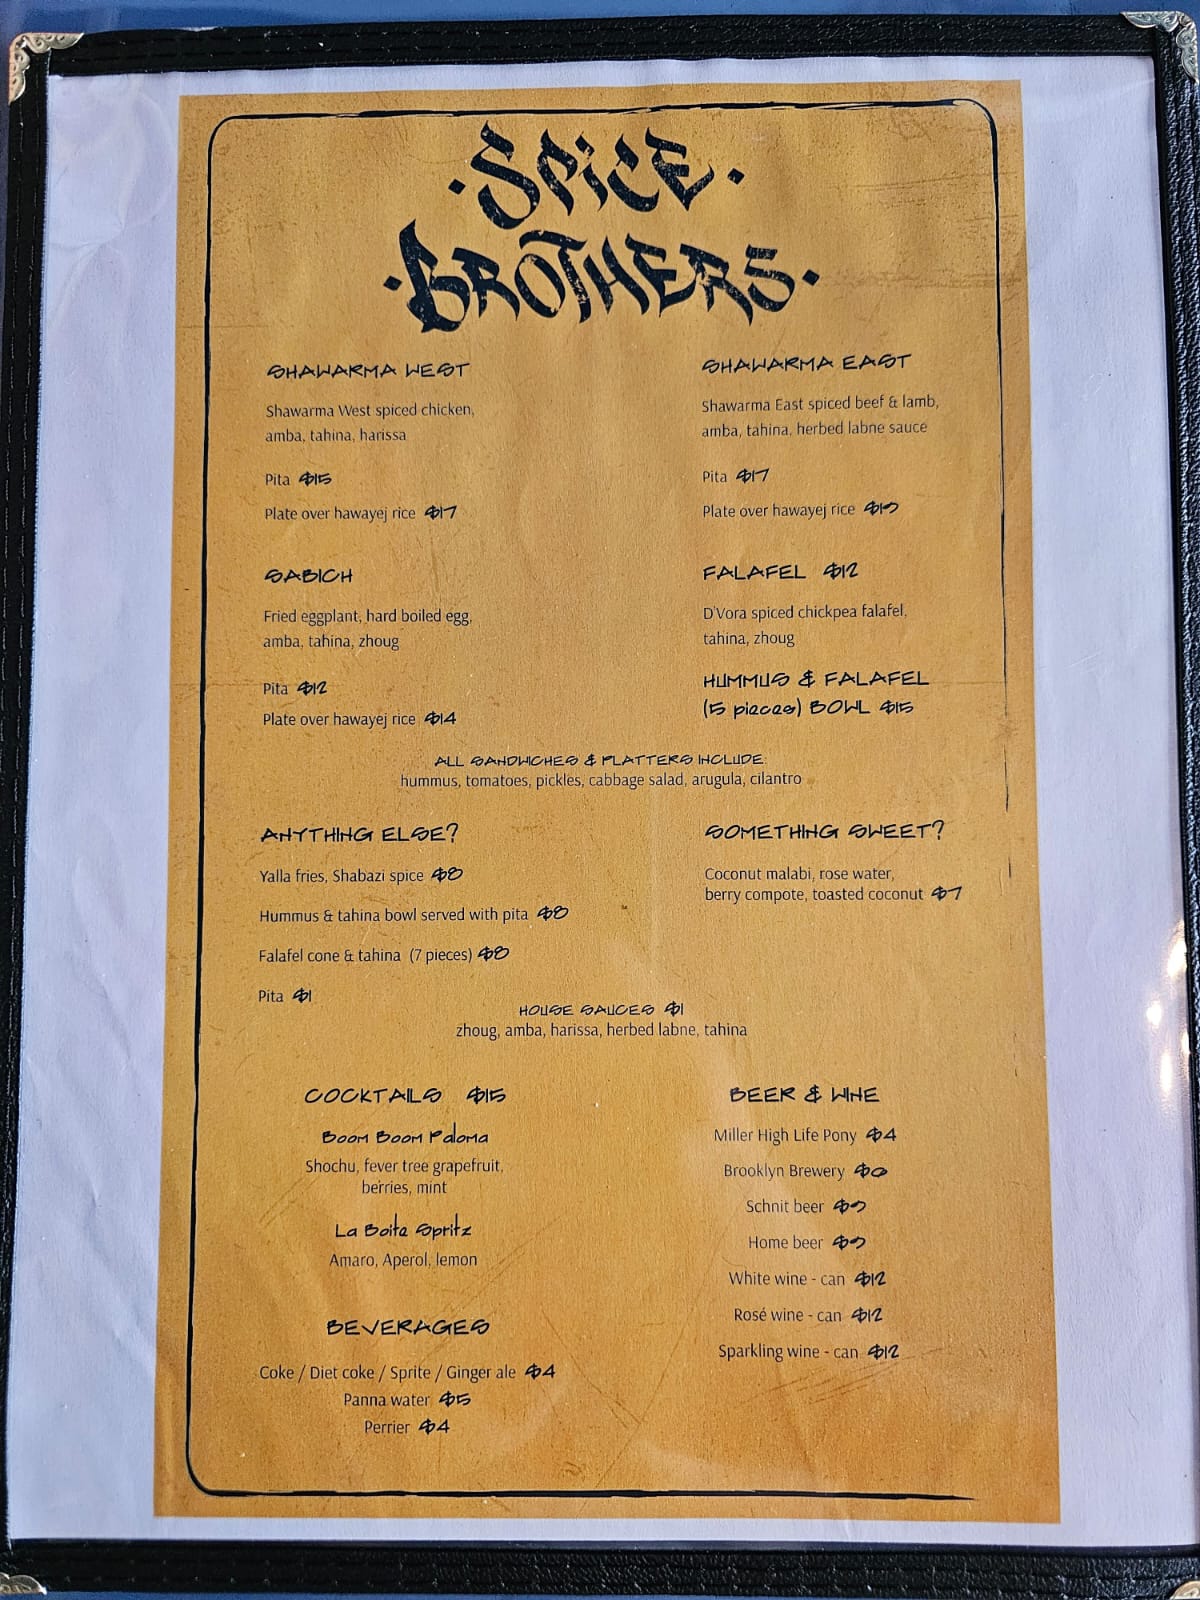 SPICE
BROTHERS
SHAWARMA WEST
Shawarma West spiced chicken,
amba, tahina, harissa
Pita $15
Plate over hawayej rice $17
SHAWARMA EAST
Shawarma East spiced beef & lamb,
amba, tahina, herbed labne sauce
Pita $17
Plate over hawayej rice $19
SABICH
Fried eggplant, hard boiled egg,
amba, tahina, zhoug
Pita $12
Plate over hawayej rice $14
FALAFEL $12
D'Vora spiced chickpea falafel,
tahina, zhoug
HUMMUS & FALAFEL
(5 pieces) BOWL $15
ALL SANDWICHES & PLATTERS INCLUDE:
hummus, tomatoes, pickles, cabbage salad, arugula, cilantro
ANYTHING ELSE?
Yalla fries, Shabazi spice $8
Hummus & tahina bowl served with pita $8
Falafel cone & tahina (7 pieces) $8
Pita $1
SOMETHING SWEET?
Coconut malabi, rose water,
berry compote, toasted coconut $7
HOUSE SAUCES $1
zhoug, amba, harissa, herbed labne, tahina
COCKTAILS $15
Boom Boom Paloma
Shochu, fever tree grapefruit,
berries, mint
La Boite Spritz
Amaro, Aperol, lemon
BEVERAGES
Coke / Diet coke / Sprite / Ginger ale $4
Panna water $5
Perrier $4
BEER & WINE
Miller High Life Pony $4
Brooklyn Brewery $6
Schnit beer $9
Home beer $9
White wine - can $12
Rosé wine - can $12
Sparkling wine - can $12